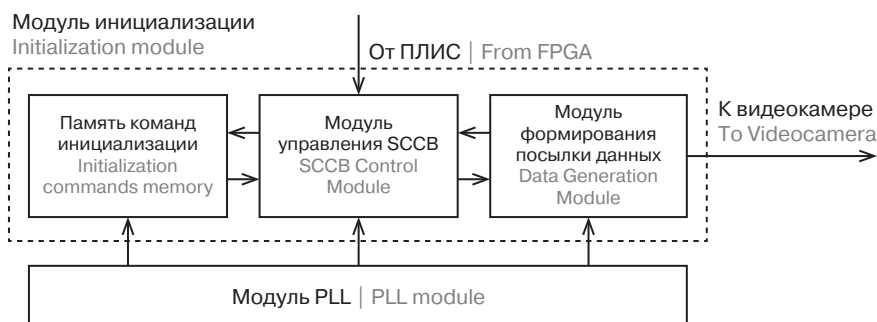 Модуль инициализации
Initialization module
От ПЛИС | From FPGA
Память команд
инициализации
Initialization
commands memory
Модуль
управления SCCB
SCCB Control
Module
Модуль
формирования
посылки данных
Data Generation
Module
К видеокамере
To Videocamera
Модуль PLL | PLL module